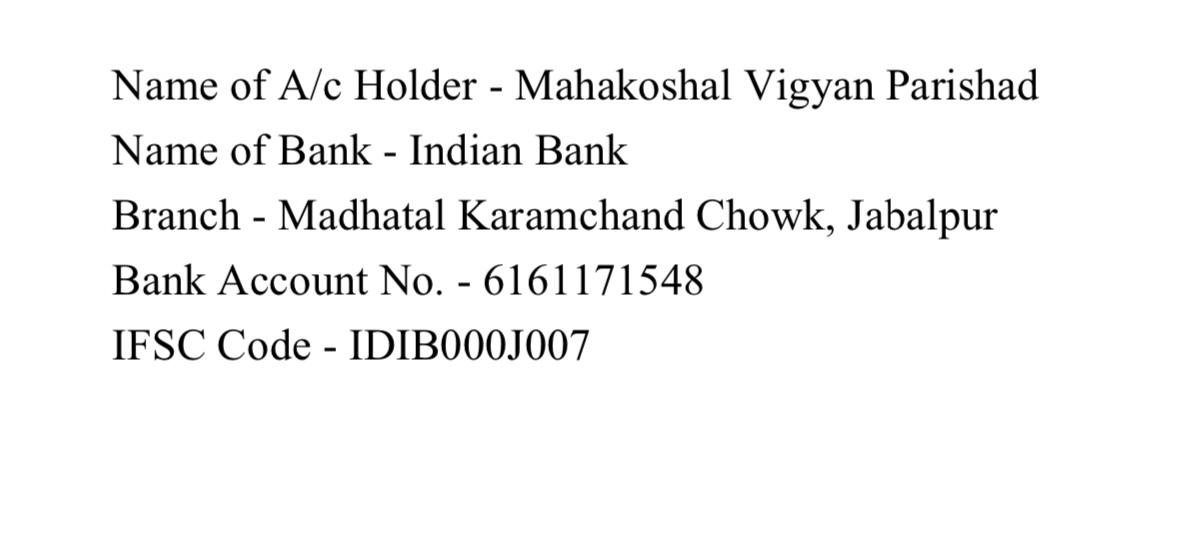 Name of A/c Holder - Mahakoshal Vigyan Parishad
Name of Bank - Indian Bank
Branch - Madhatal Karamchand Chowk, Jabalpur
Bank Account No. - 6161171548
IFSC Code - IDIB000J007